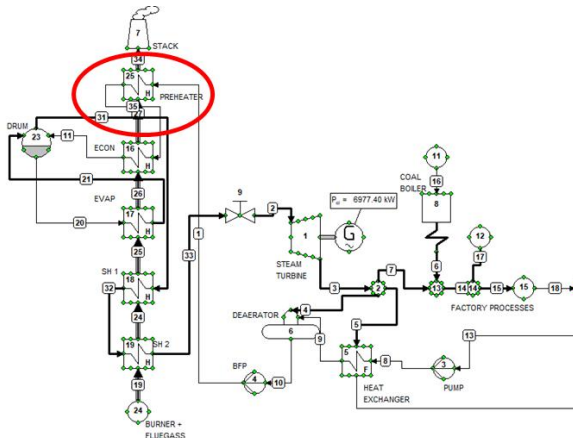 7
STACK
34
25
H
PREHEATER
35
27
31
DRUM
23
11
ECON
16
H
21
26
EVAP
20
17
H
25
SH 1
32
18
H
24
SH 2
19
H
19
24
BURNER +
FLUEGASS
33
1
9
2
P = 6977.40 kW
1
G
STEAM
TURBINE
3
2
7
4
DEAERATOR
6
5
9
BFP
4
10
5
H
F
HEAT
EXCHANGER
8
3
PUMP
13
11
16
COAL
BOILER
8
6
12
17
13
14
14
15
15
18
FACTORY PROCESSES